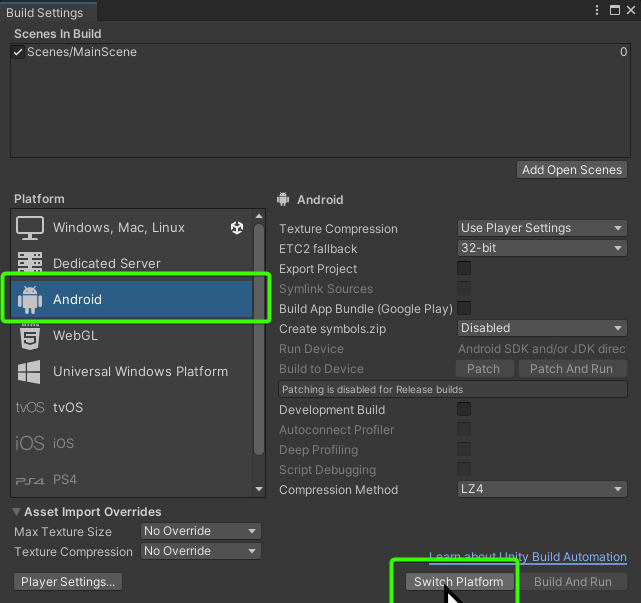 Build Settings
Scenes In Build
Scenes/MainScene 0
Add Open Scenes
Platform
Windows, Mac, Linux
Dedicated Server
Android
HTML 5 WebGL
Universal Windows Platform
tvOS tvOS
iOS iOS
PS4 PS4
Android
Texture Compression Use Player Settings
ETC2 fallback 32-bit
Export Project
Symlink Sources
Build App Bundle (Google Play)
Create symbols.zip Disabled
Run Device Android SDK and/or JDK direc
Build to Device Patch Patch And Run
Patching is disabled for Release builds
Development Build
Autoconnect Profiler
Deep Profiling
Script Debugging
Compression Method LZ4
Asset Import Overrides
Max Texture Size No Override
Texture Compression No Override
Learn about Unity Build Automation
Player Settings... Switch Platform Build And Run